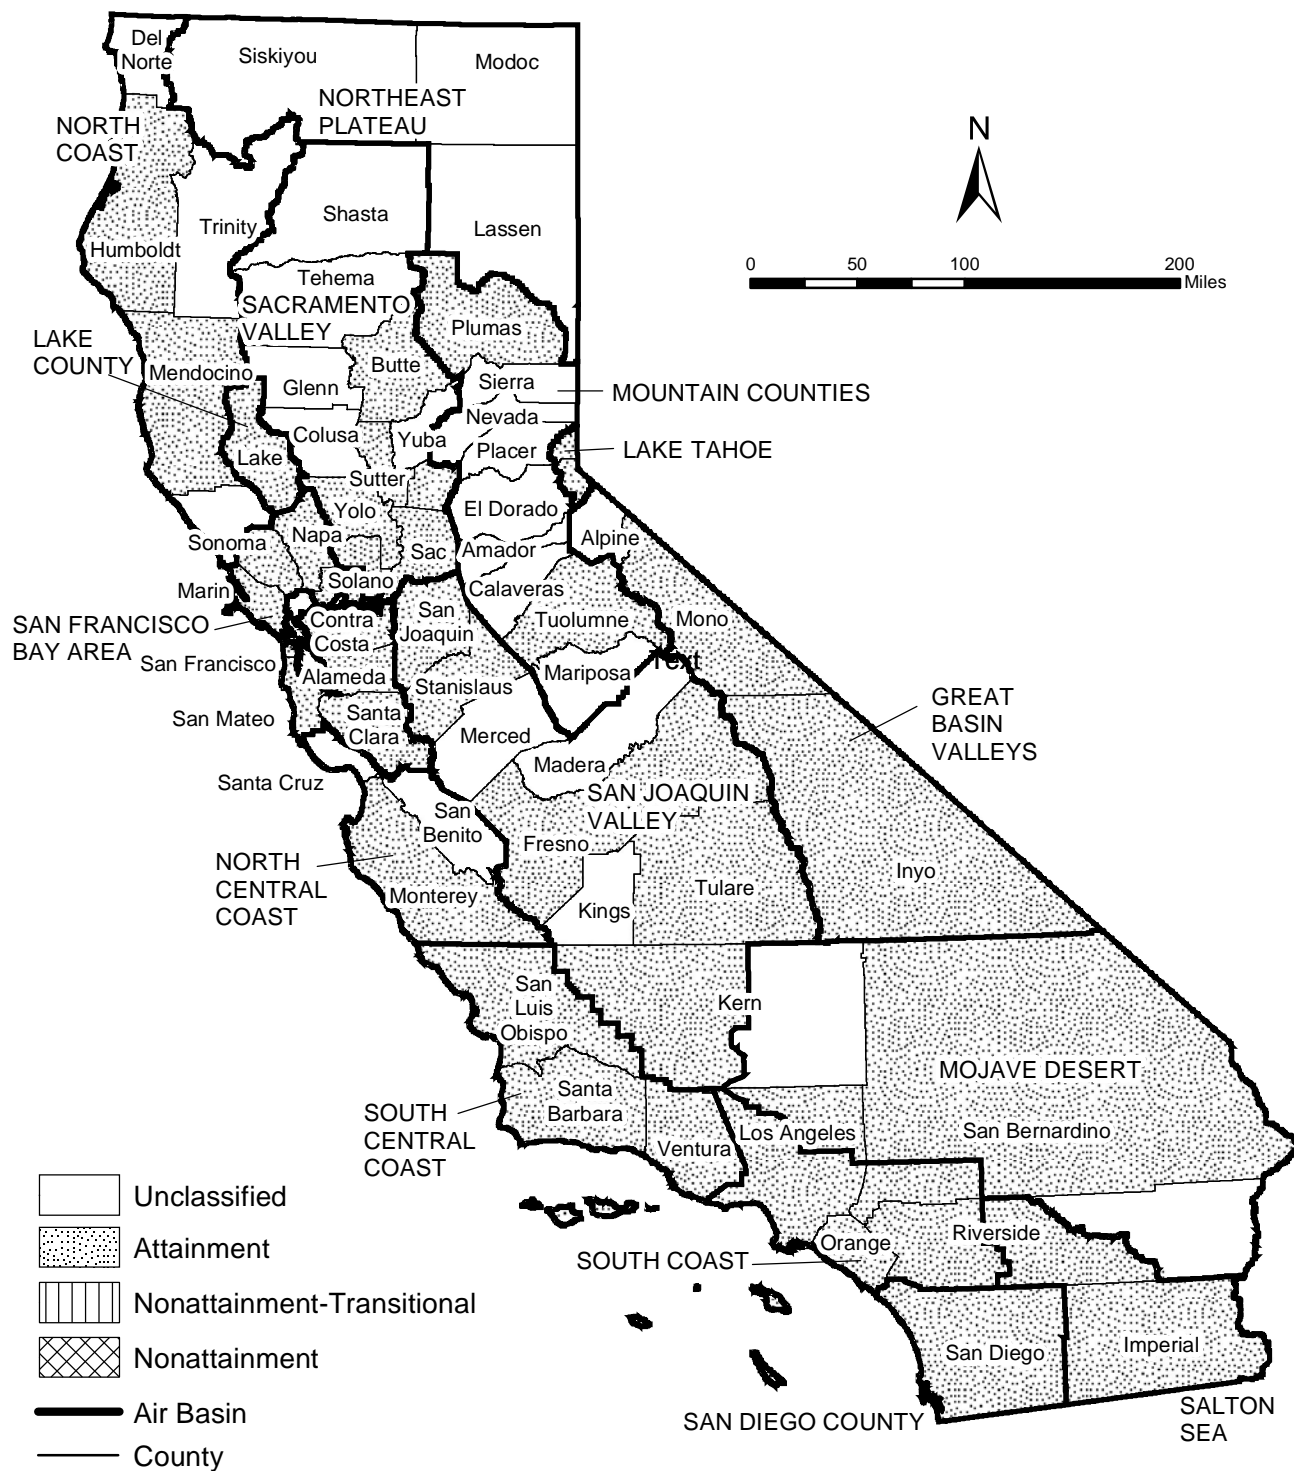 Del
Norte
Siskiyou
Modoc
NORTHEAST
PLATEAU
NORTH
COAST
N
Trinity
Shasta
Lassen
Humboldt
0
50
100
200
Miles
Tehema
SACRAMENTO
VALLEY
Plumas
LAKE
COUNTY
Mendocino
Butte
Glenn
Sierra
MOUNTAIN COUNTIES
Nevada
Colusa
Yuba
Placer
LAKE TAHOE
Lake
Sutter
El Dorado
Yolo
Napa
Sonoma
Sac
Amador
Alpine
Marin
Solano
Calaveras
SAN FRANCISCO
BAY AREA
Contra
Costa
San
Joaquin
Tuolumne
Mono
San Francisco
Alameda
Mariposa
Text
Stanislaus
San Mateo
Santa
Clara
Merced
GREAT
BASIN
VALLEYS
Santa Cruz
Madera
SAN JOAQUIN
VALLEY
San
Benito
Fresno
NORTH
CENTRAL
COAST
Monterey
Kings
Tulare
Inyo
San
Luis
Obispo
Kern
MOJAVE DESERT
Santa
Barbara
SOUTH
CENTRAL
COAST
Ventura
Los Angeles
San Bernardino
Unclassified
Attainment
Nonattainment-Transitional
Nonattainment
Air Basin
County
Orange
Riverside
SOUTH COAST
San Diego
Imperial
SAN DIEGO COUNTY
SALTON
SEA